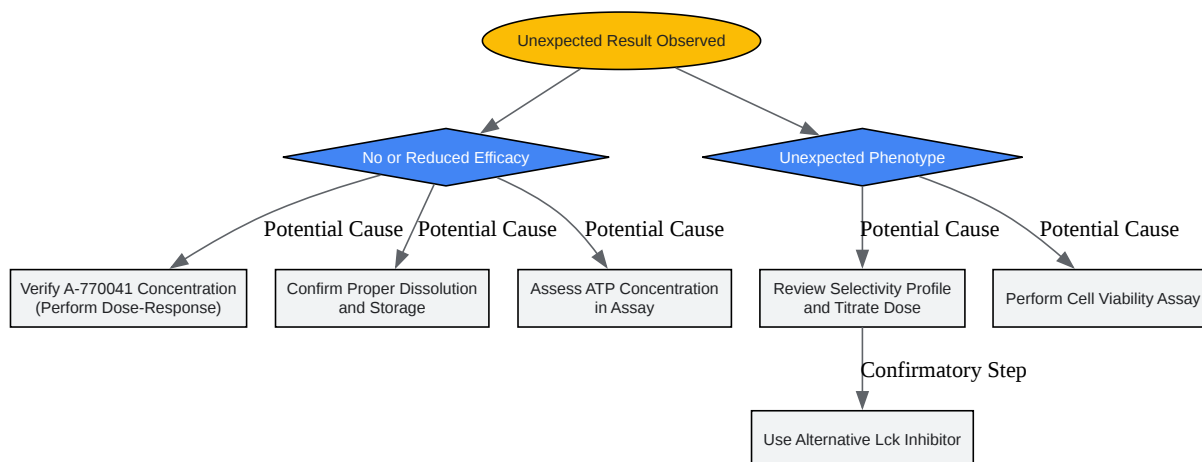 Unexpected Result Observed
No or Reduced Efficacy
Unexpected Phenotype
Potential Cause
Potential Cause
Potential Cause
Potential Cause
Potential Cause
Verify A-770041 Concentration
(Perform Dose-Response)
Confirm Proper Dissolution
and Storage
Assess ATP Concentration
in Assay
Review Selectivity Profile
and Titrate Dose
Perform Cell Viability Assay
Confirmatory Step
Use Alternative Lck Inhibitor